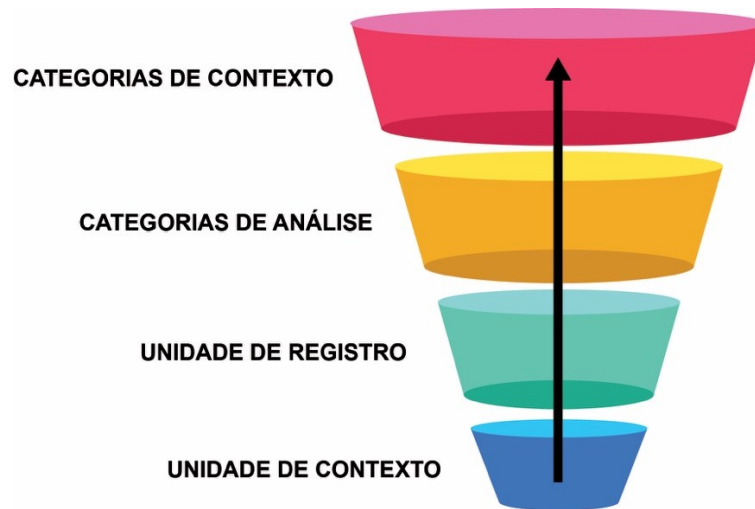 CATEGORIAS DE CONTEXTO
CATEGORIAS DE ANÁLISE
UNIDADE DE REGISTRO
UNIDADE DE CONTEXTO